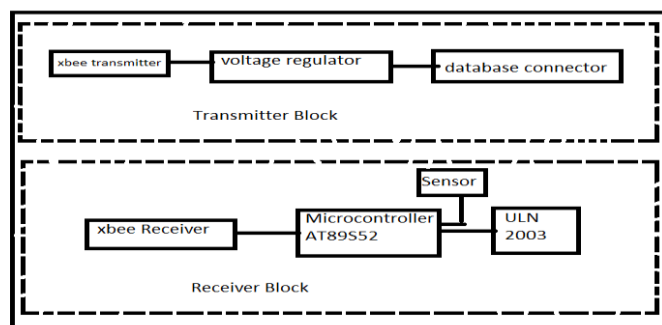 xbee transmitter
voltage regulator
database connector
Transmitter Block
Sensor
xbee Receiver
Microcontroller
AT89S52
ULN
2003
Receiver Block